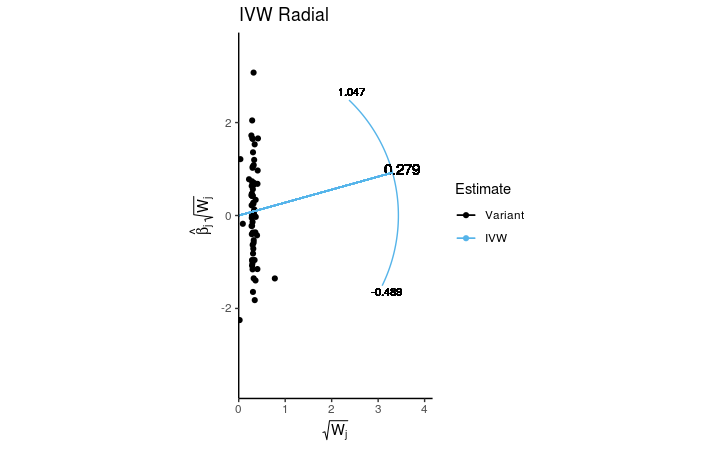 IVW Radial
1.047
0.279
-0.489
2
0
-2
β̂j√Wj
0 1 2 3 4
√Wj
Estimate
Variant
IVW